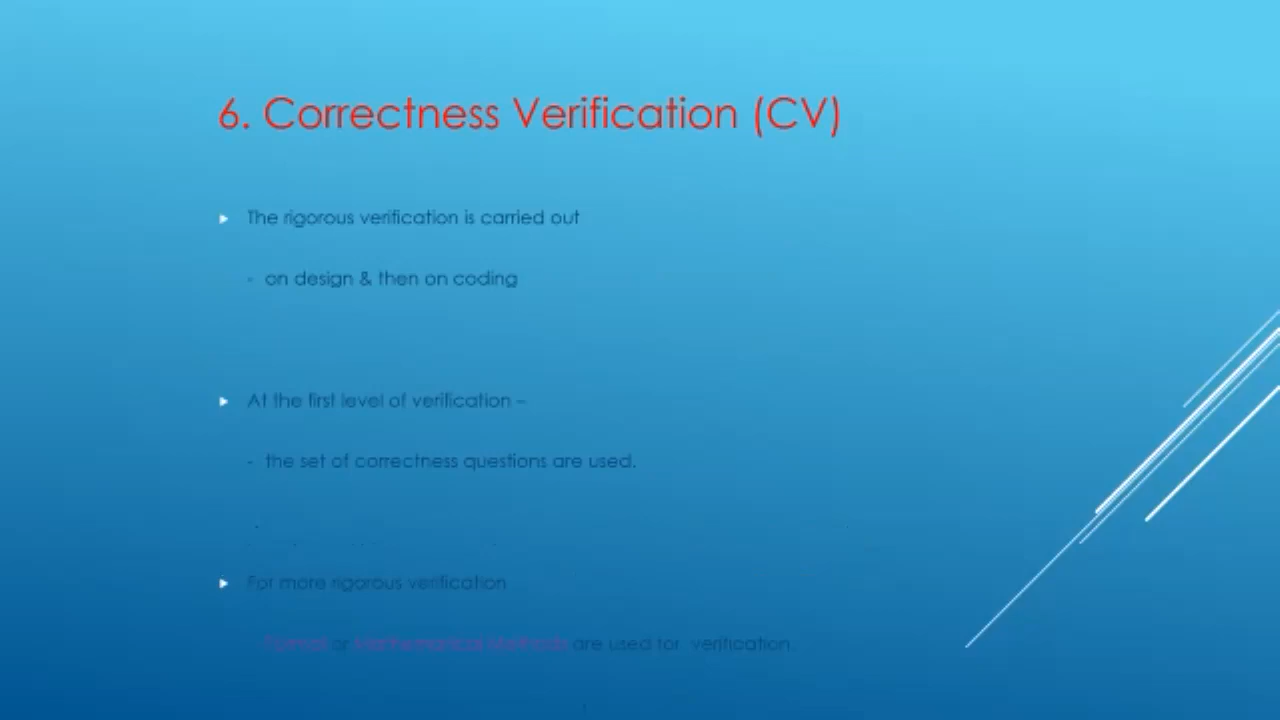 6. Correctness Verification (CV)
The rigorous verification is carried out
- on design & then on coding
At the first level of verification –
- the set of correctness questions are used.
For more rigorous verification
Formal or Mathematical Methods are used for verification.